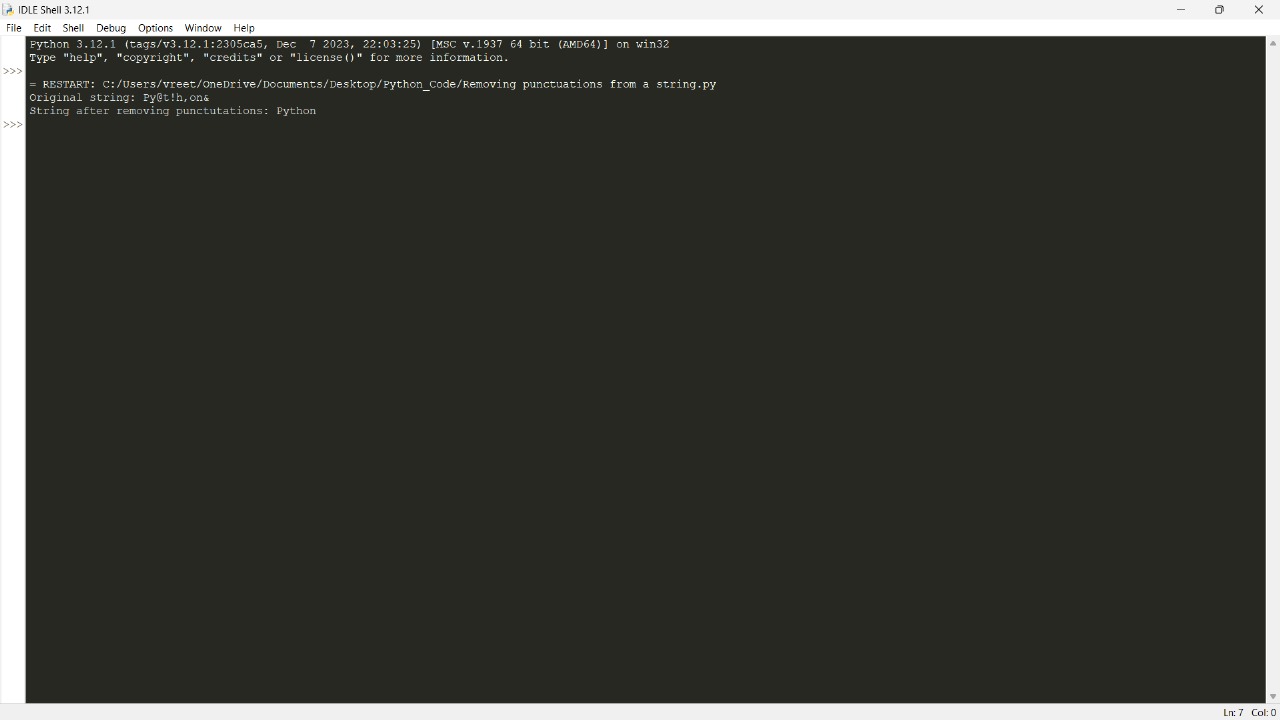 IDLE Shell 3.12.1
File Edit Shell Debug Options Window Help
Python 3.12.1 (tags/v3.12.1:2305ca5, Dec  7 2023, 22:03:25) [MSC v.1937 64 bit (AMD64)] on win32
Type "help", "copyright", "credits" or "license()" for more information.
>>>
= RESTART: C:/Users/vreet/OneDrive/Documents/Desktop/Python_Code/Removing punctuations from a string.py
Original string: Py@t!h,on&
String after removing punctutations: Python
>>>
Ln: 7 Col: 0